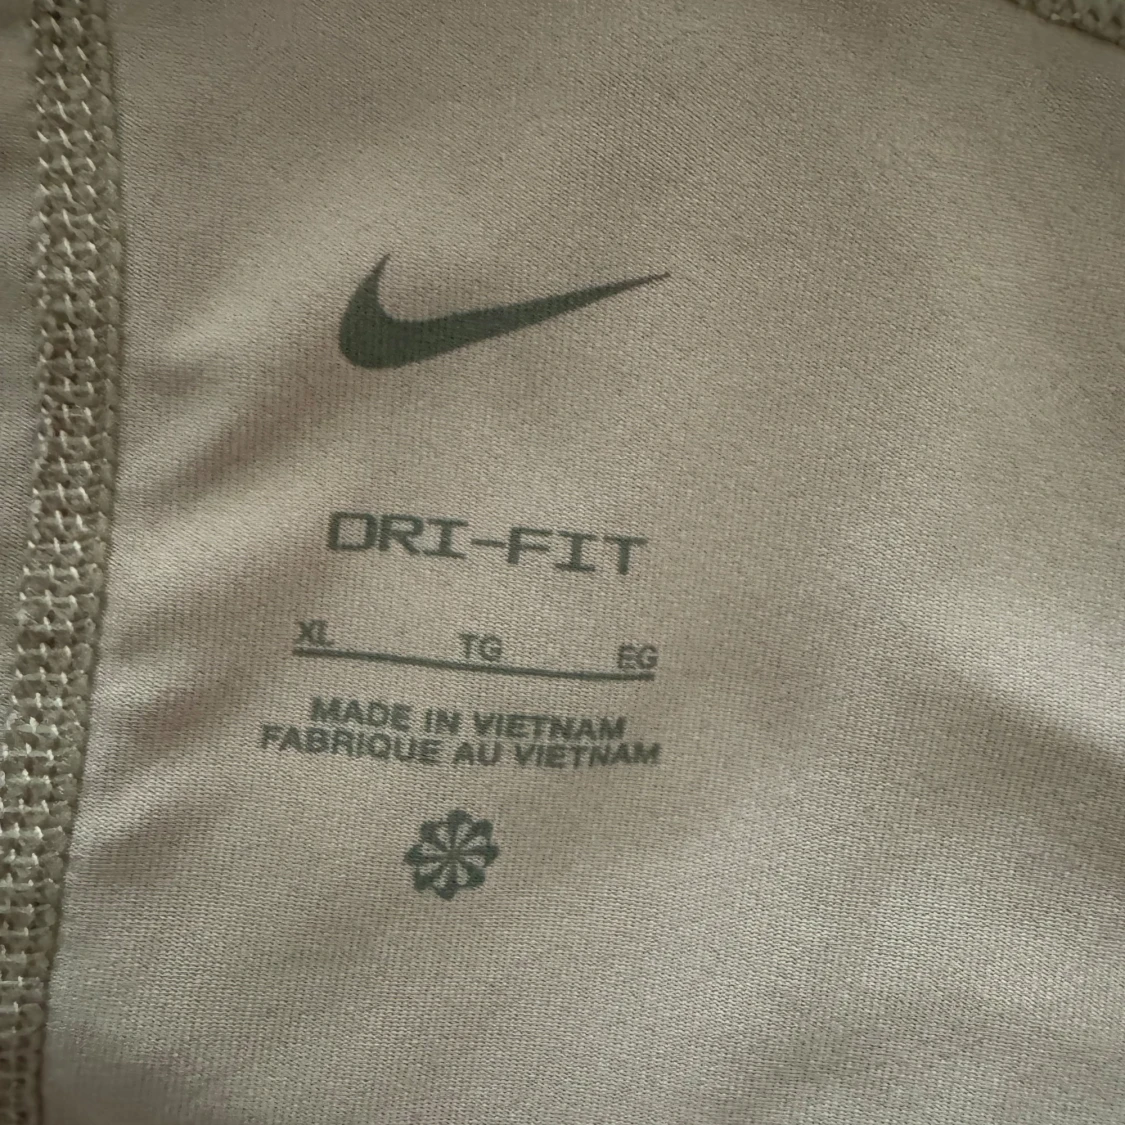 DRI-FIT
XL TG EG
MADE IN VIETNAM
FABRIQUE AU VIETNAM